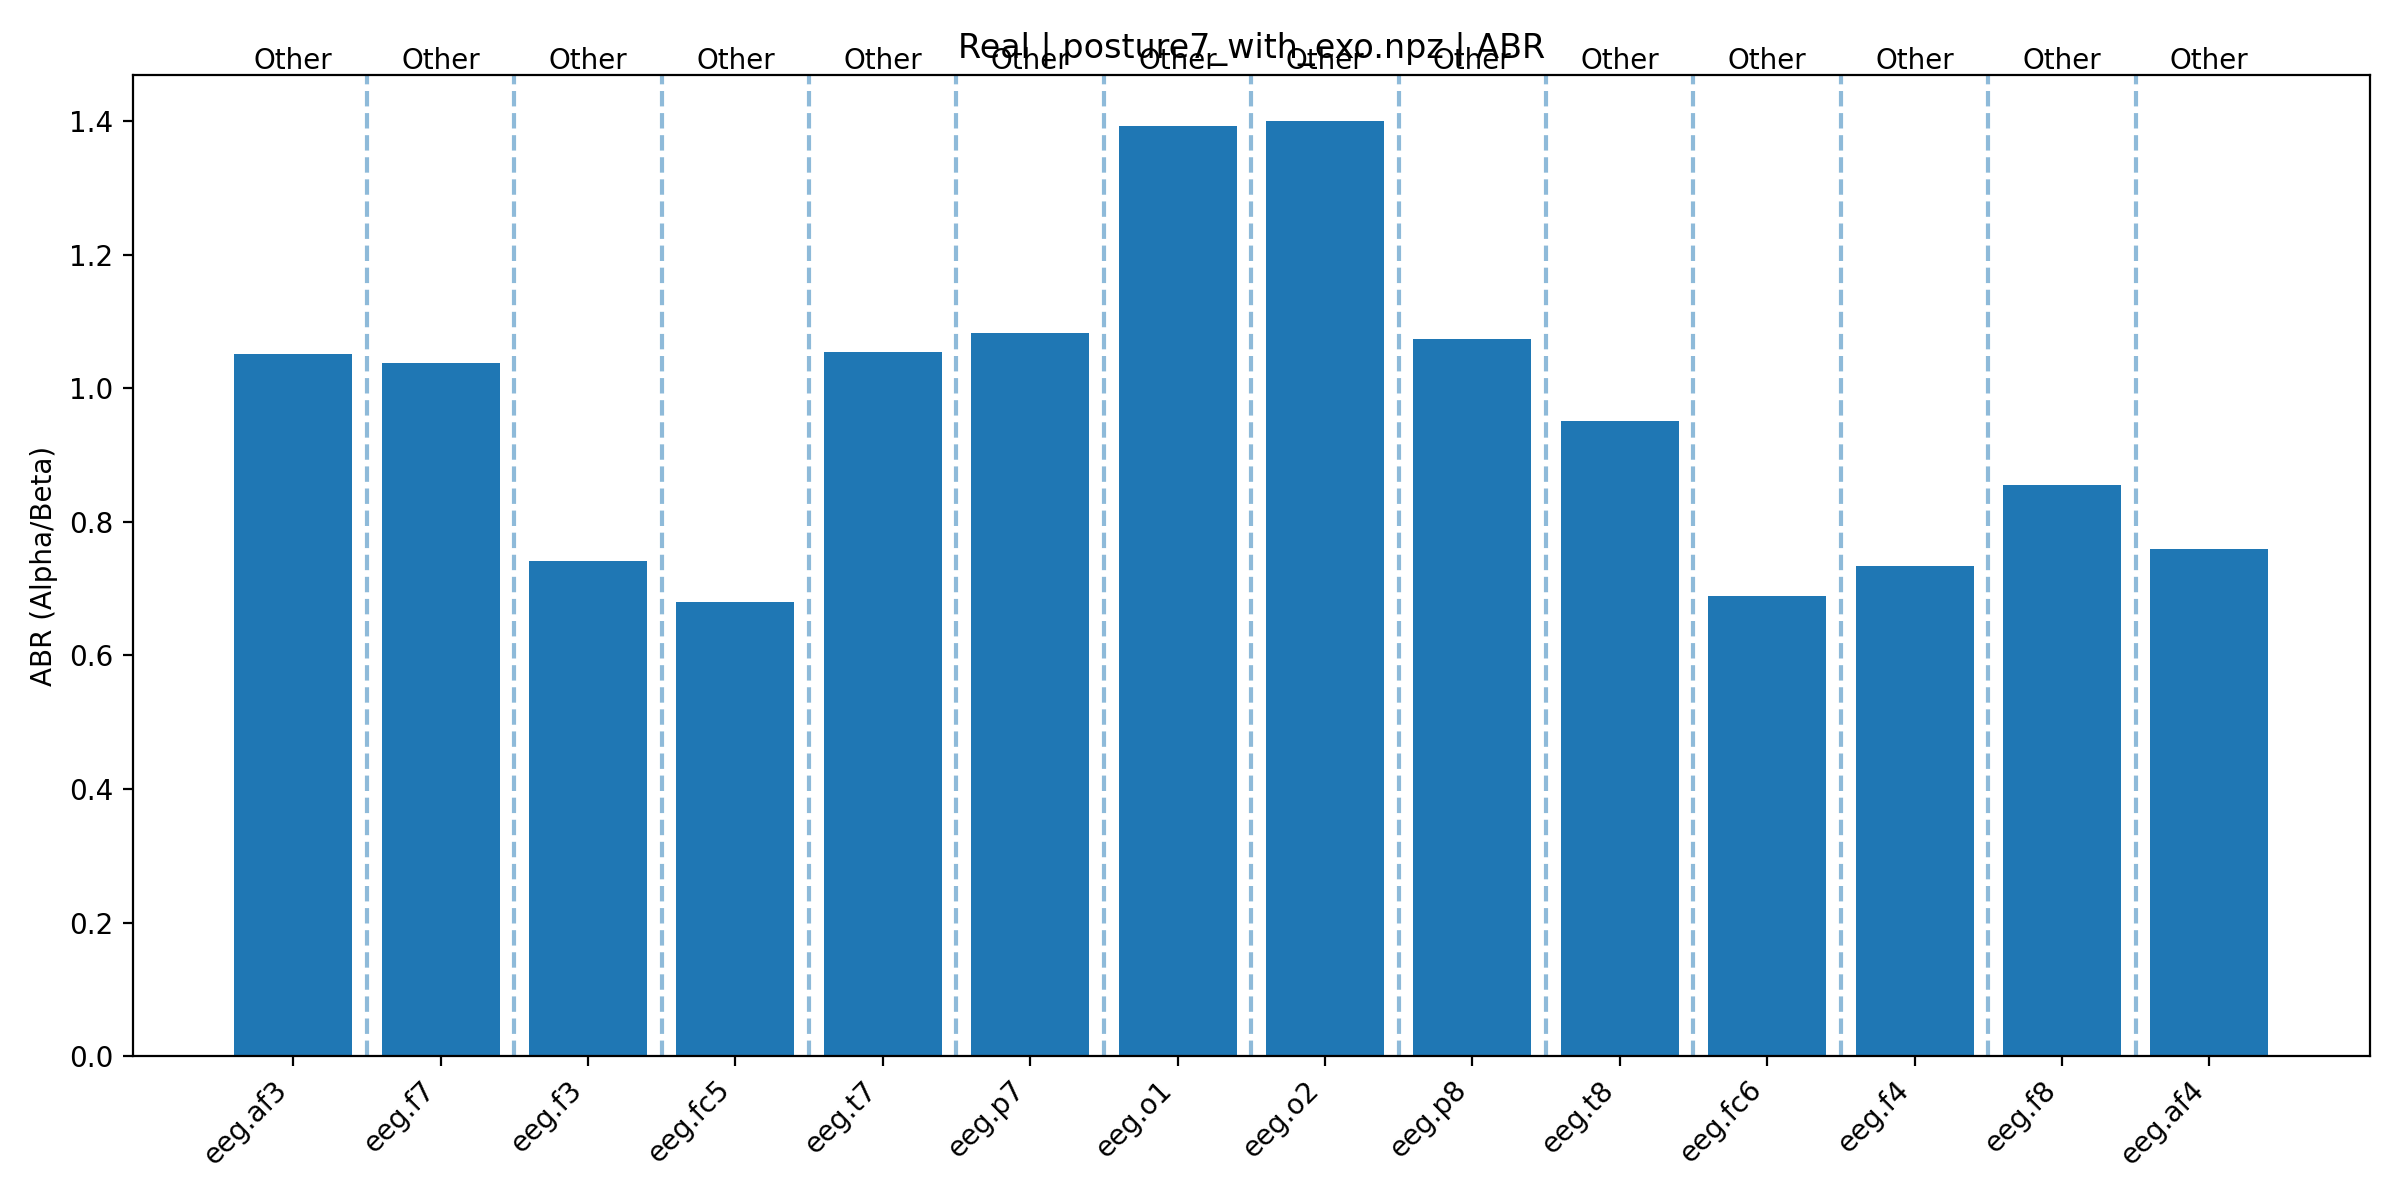 Real | posture7_with_exo.npz | ABR
Other Other Other Other Other Other Other Other Other Other Other Other Other Other
ABR (Alpha/Beta)
1.4
1.2
1.0
0.8
0.6
0.4
0.2
0.0
eeg.af3 eeg.f7 eeg.f3 eeg.fc5 eeg.t7 eeg.p7 eeg.o1 eeg.o2 eeg.p8 eeg.t8 eeg.fc6 eeg.f4 eeg.f8 eeg.af4